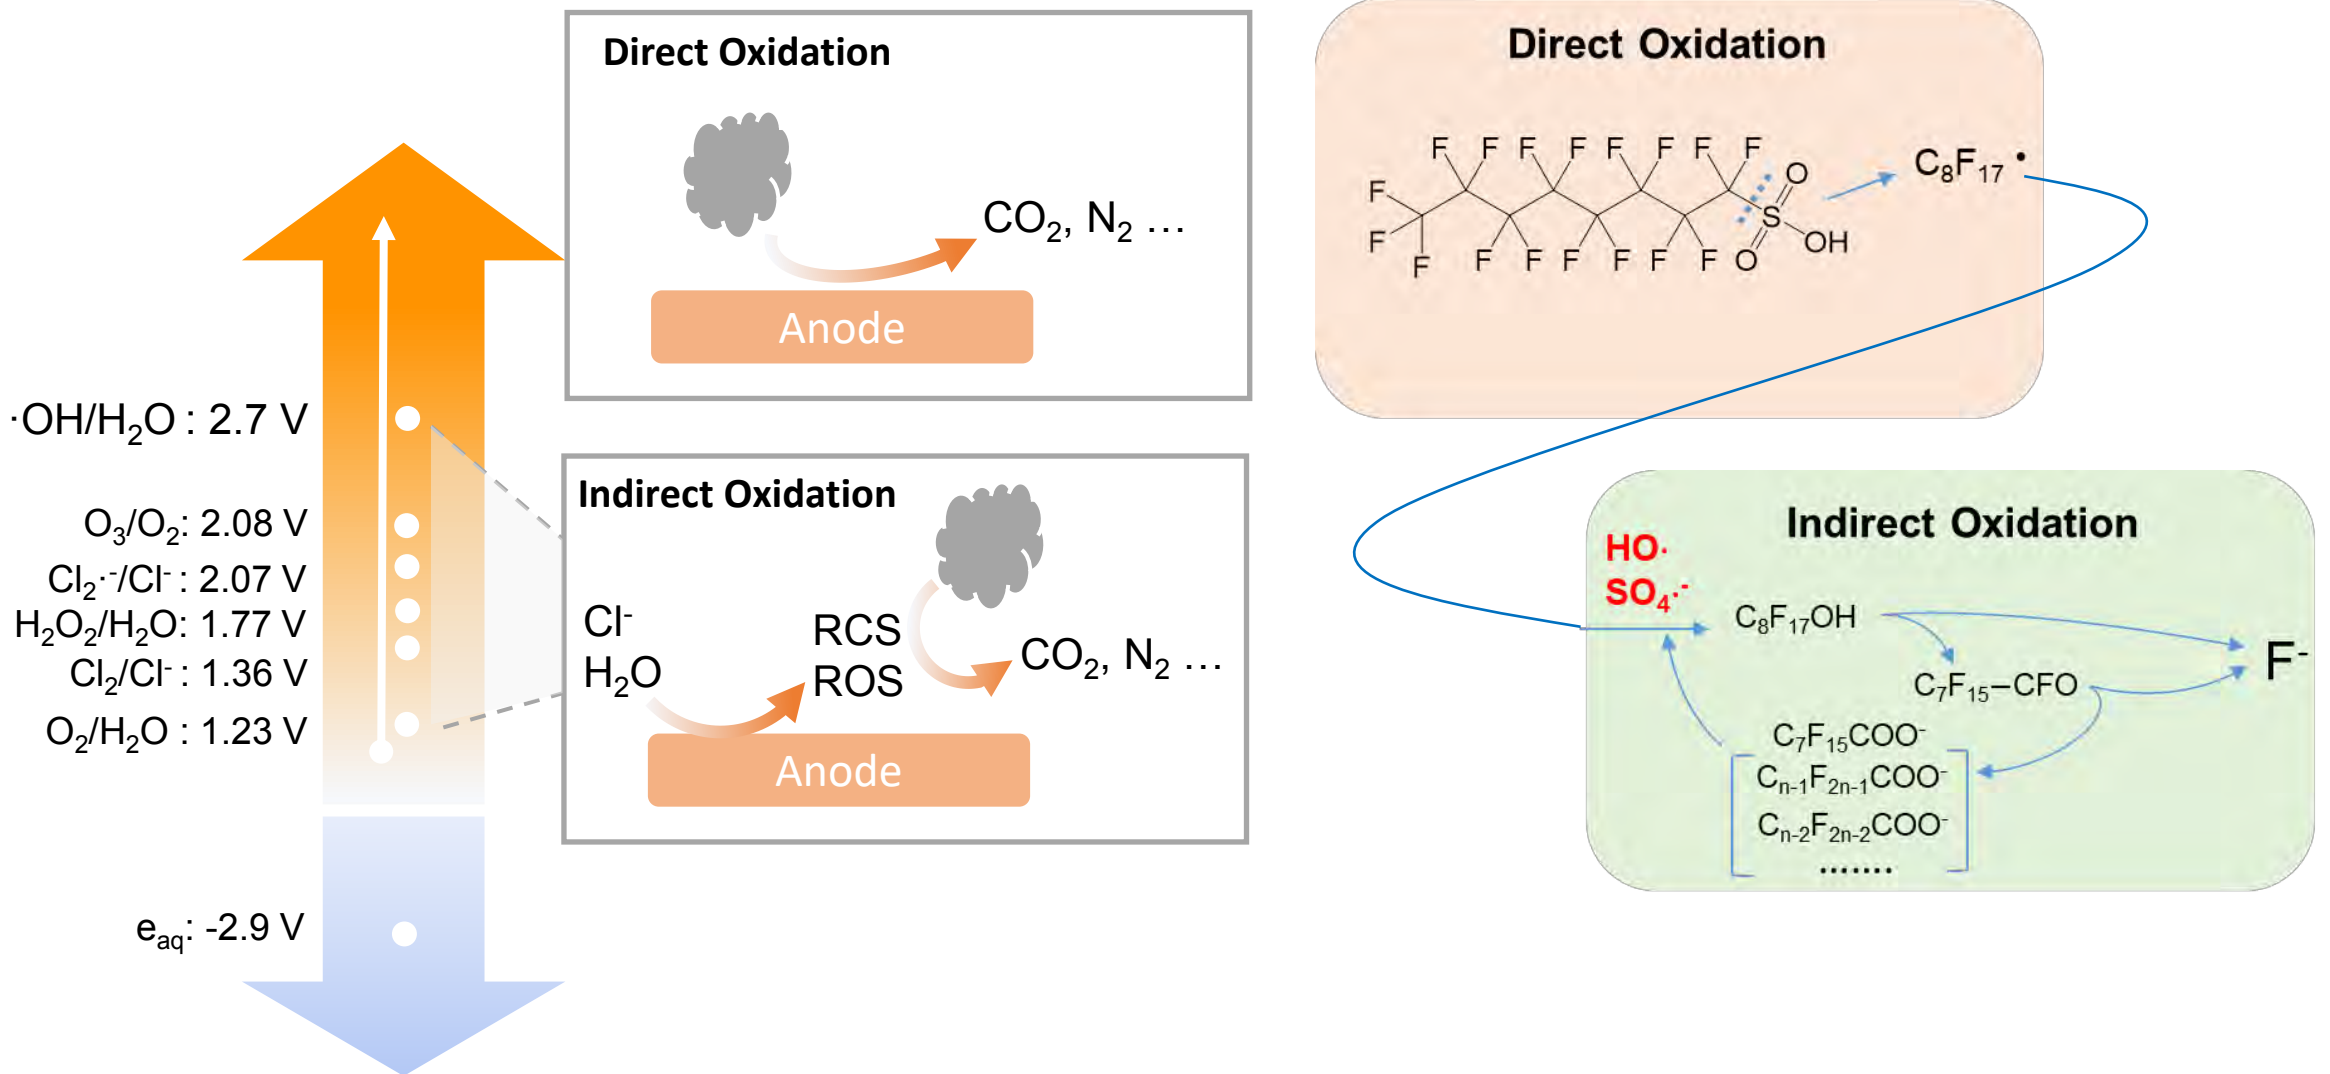 ·OH/H₂O : 2.7 V
O₃/O₂: 2.08 V
Cl₂·⁻/Cl⁻ : 2.07 V
H₂O₂/H₂O: 1.77 V
Cl₂/Cl⁻ : 1.36 V
O₂/H₂O : 1.23 V
e_aq: -2.9 V
Direct Oxidation
CO₂, N₂ ...
Anode
Indirect Oxidation
Cl⁻
H₂O
RCS
ROS
CO₂, N₂ ...
Anode
Direct Oxidation
F F F F F F F F
F
F
F
F F F F F F
O
S
O
OH
C₈F₁₇ •
Indirect Oxidation
HO·
SO₄·⁻
C₈F₁₇OH
C₇F₁₅–CFO
F⁻
C₇F₁₅COO⁻
Cₙ₋₁F₂ₙ₋₁COO⁻
Cₙ₋₂F₂ₙ₋₂COO⁻
.......